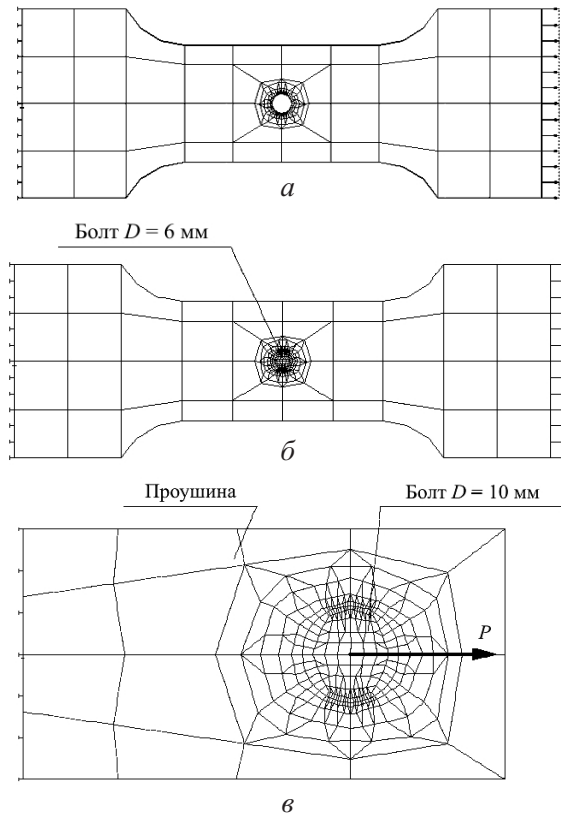 а
Болт D = 6 мм
б
Проушина
Болт D = 10 мм
P
в